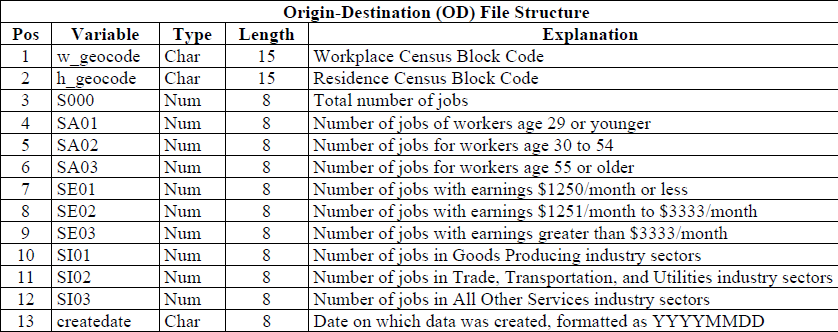 Origin-Destination (OD) File Structure
Pos Variable Type Length Explanation
1 w_geocode Char 15 Workplace Census Block Code
2 h_geocode Char 15 Residence Census Block Code
3 S000 Num 8 Total number of jobs
4 SA01 Num 8 Number of jobs of workers age 29 or younger
5 SA02 Num 8 Number of jobs for workers age 30 to 54
6 SA03 Num 8 Number of jobs for workers age 55 or older
7 SE01 Num 8 Number of jobs with earnings $1250/month or less
8 SE02 Num 8 Number of jobs with earnings $1251/month to $3333/month
9 SE03 Num 8 Number of jobs with earnings greater than $3333/month
10 SI01 Num 8 Number of jobs in Goods Producing industry sectors
11 SI02 Num 8 Number of jobs in Trade, Transportation, and Utilities industry sectors
12 SI03 Num 8 Number of jobs in All Other Services industry sectors
13 createdate Char 8 Date on which data was created, formatted as YYYYMMDD